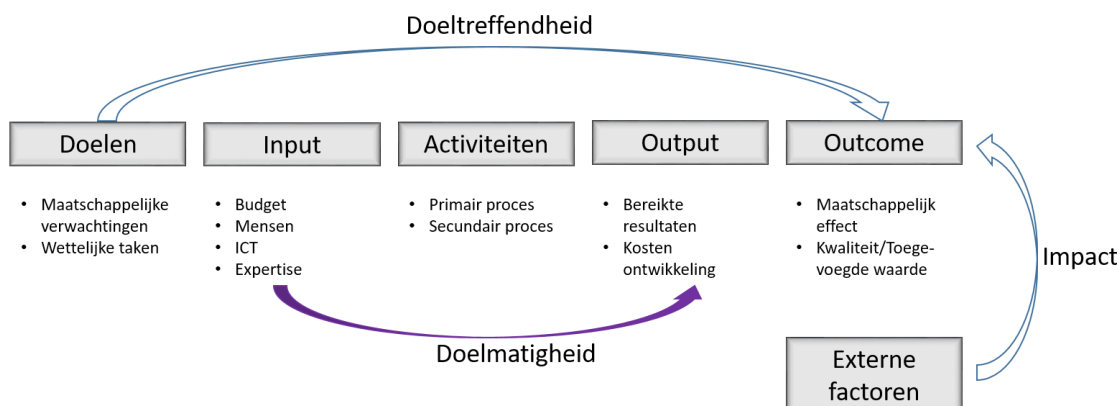 Doeltreffendheid
Doelen
Input
Activiteiten
Output
Outcome
• Maatschappelijke
verwachtingen
• Wettelijke taken
• Budget
• Mensen
• ICT
• Expertise
• Primair proces
• Secundair proces
• Bereikte
resultaten
• Kosten
ontwikkeling
• Maatschappelijk
effect
• Kwaliteit/Toege-
voegde waarde
Impact
Doelmatigheid
Externe
factoren